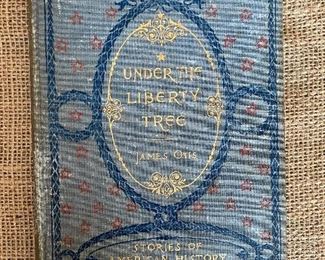 UNDER THE
LIBERTY
TREE
JAMES OTIS
STORIES OF
AMERICAN HISTORY